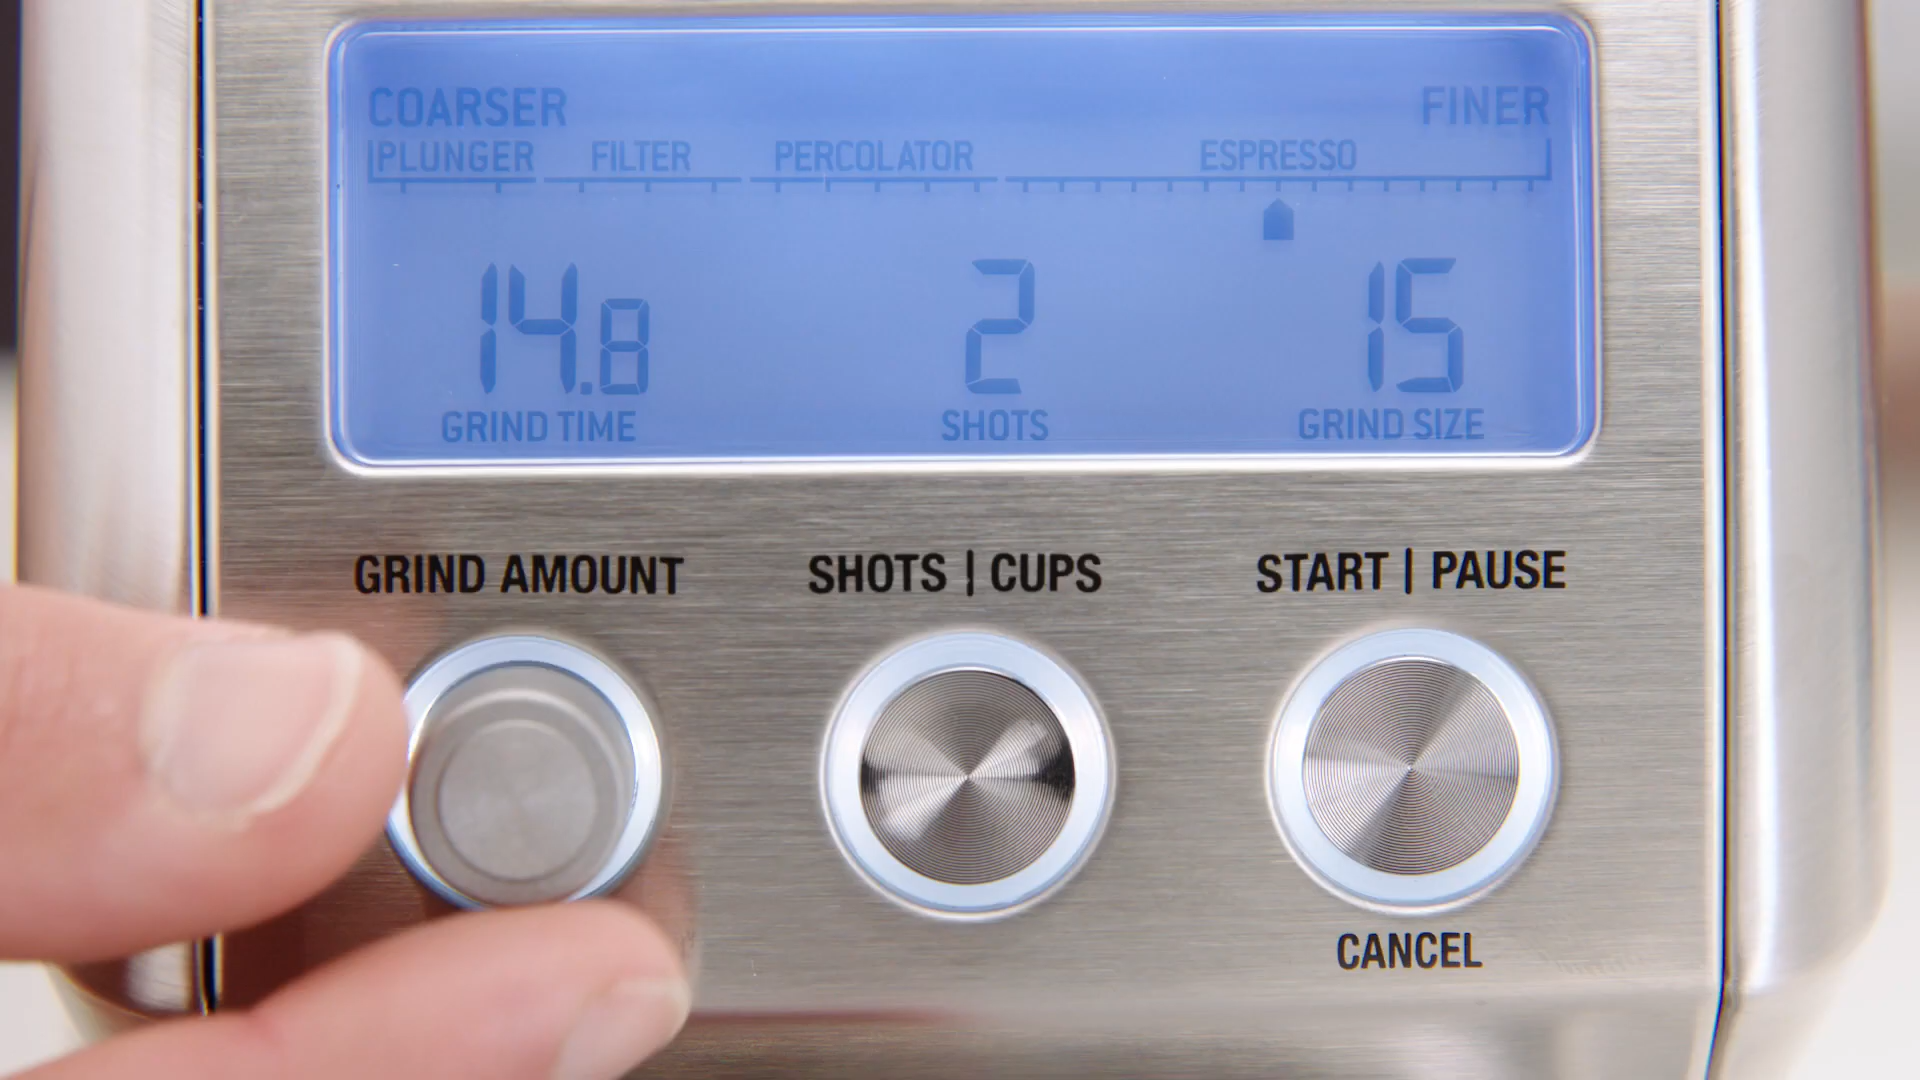 COARSER FINER
PLUNGER FILTER PERCOLATOR ESPRESSO
14.8 2 15
GRIND TIME SHOTS GRIND SIZE
GRIND AMOUNT SHOTS | CUPS START | PAUSE
CANCEL